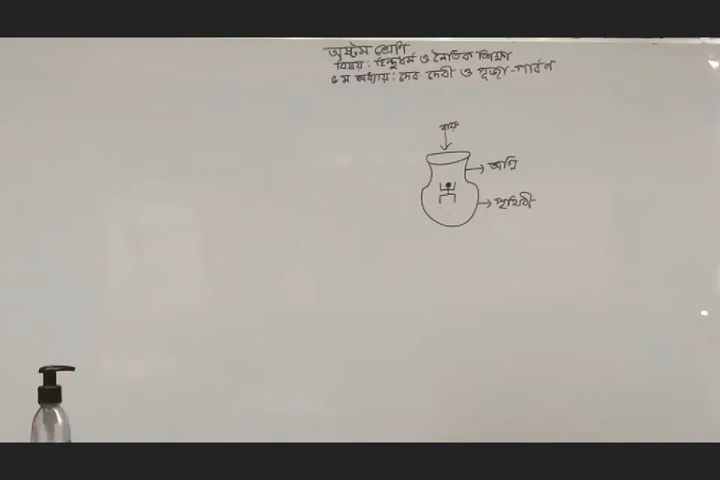 অষ্টম শ্রেণি
বিষয় : হিন্দুধর্ম ও নৈতিক শিক্ষা
৫ম অধ্যায় : দেব দেবী ও পূজা-পার্বণ
বায়ু
অগ্নি
পৃথিবী